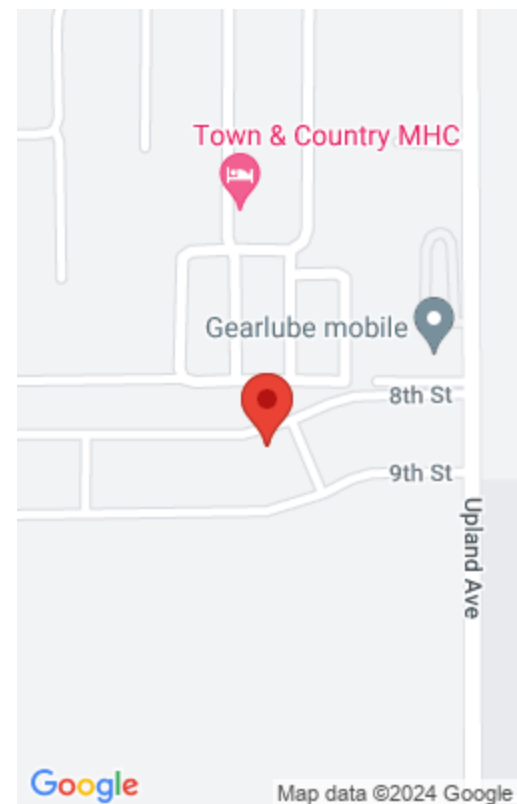 Town & Country MHC
Gearlube mobile
8th St
9th St
Upland Ave
Google
Map data ©2024 Google